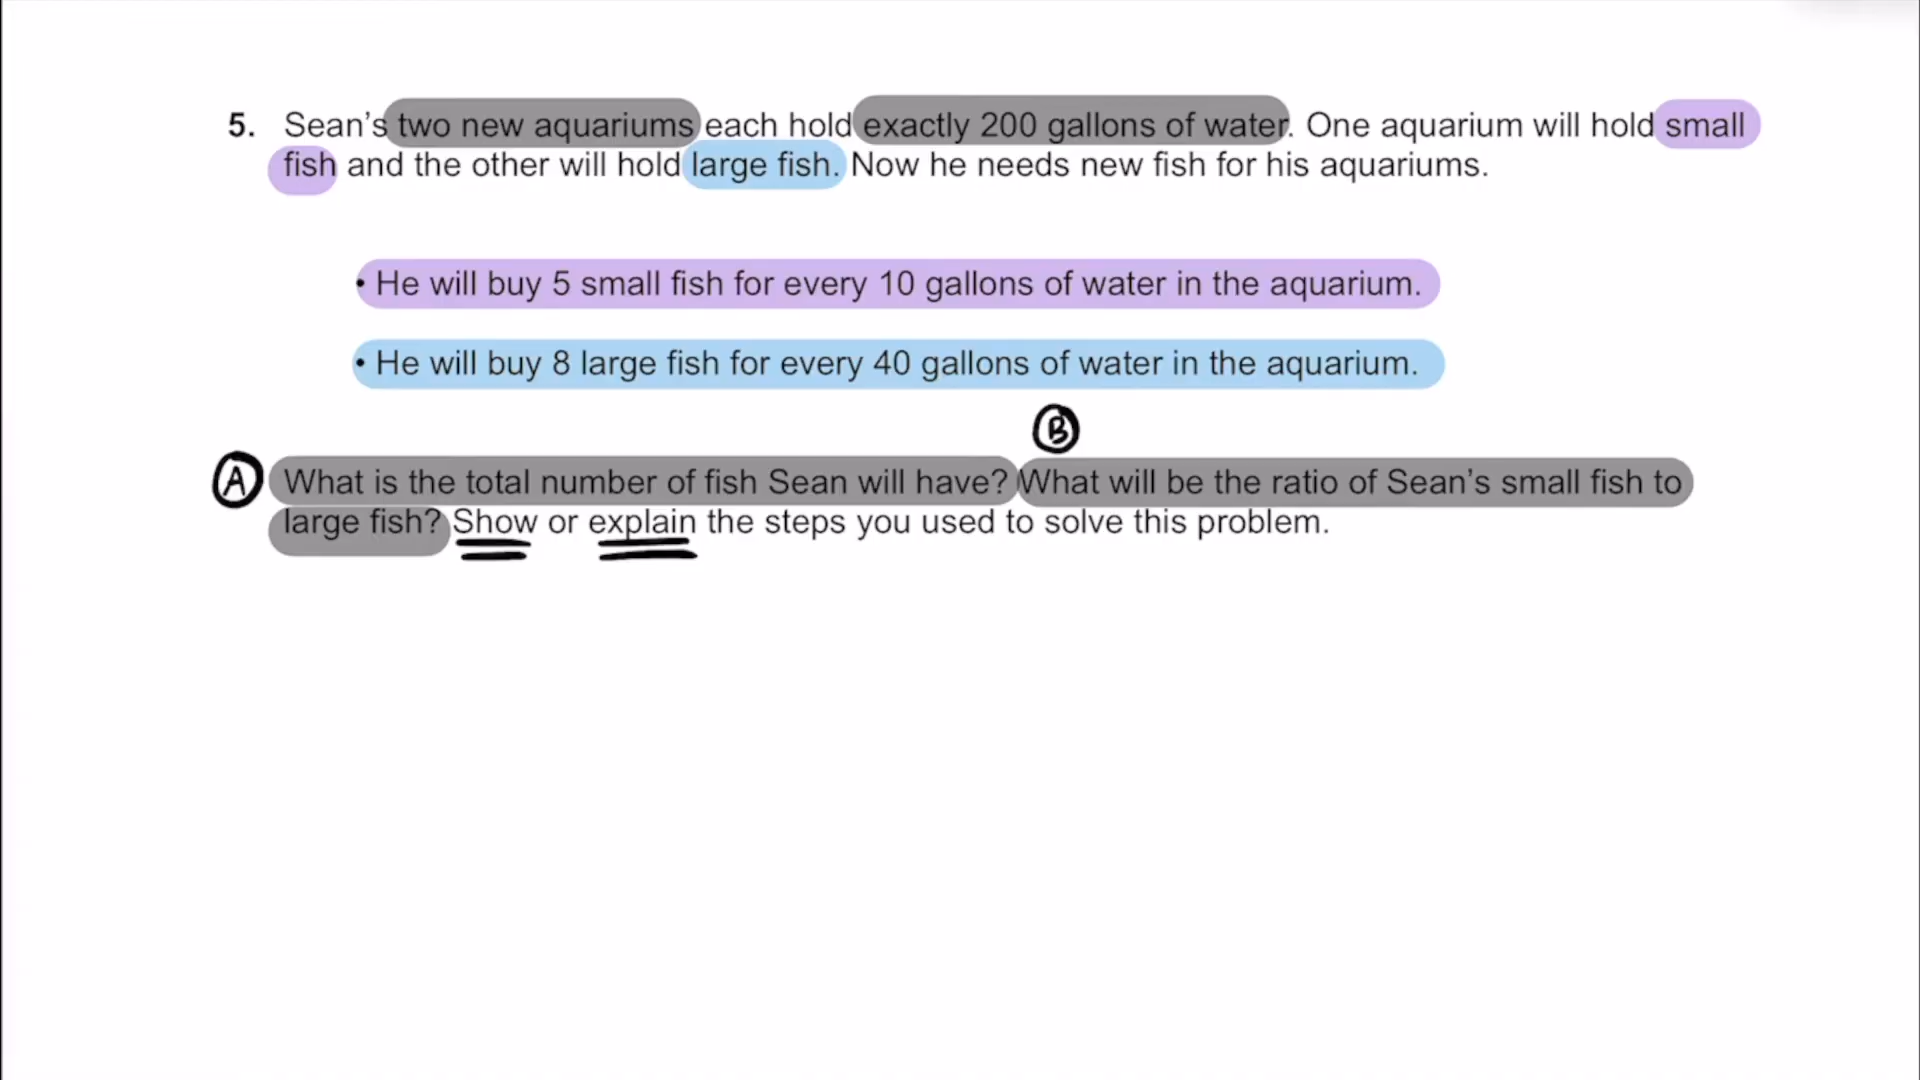 5. Sean's two new aquariums each hold exactly 200 gallons of water. One aquarium will hold small
fish and the other will hold large fish. Now he needs new fish for his aquariums.
• He will buy 5 small fish for every 10 gallons of water in the aquarium.
• He will buy 8 large fish for every 40 gallons of water in the aquarium.
B
A What is the total number of fish Sean will have? What will be the ratio of Sean's small fish to
large fish? Show or explain the steps you used to solve this problem.